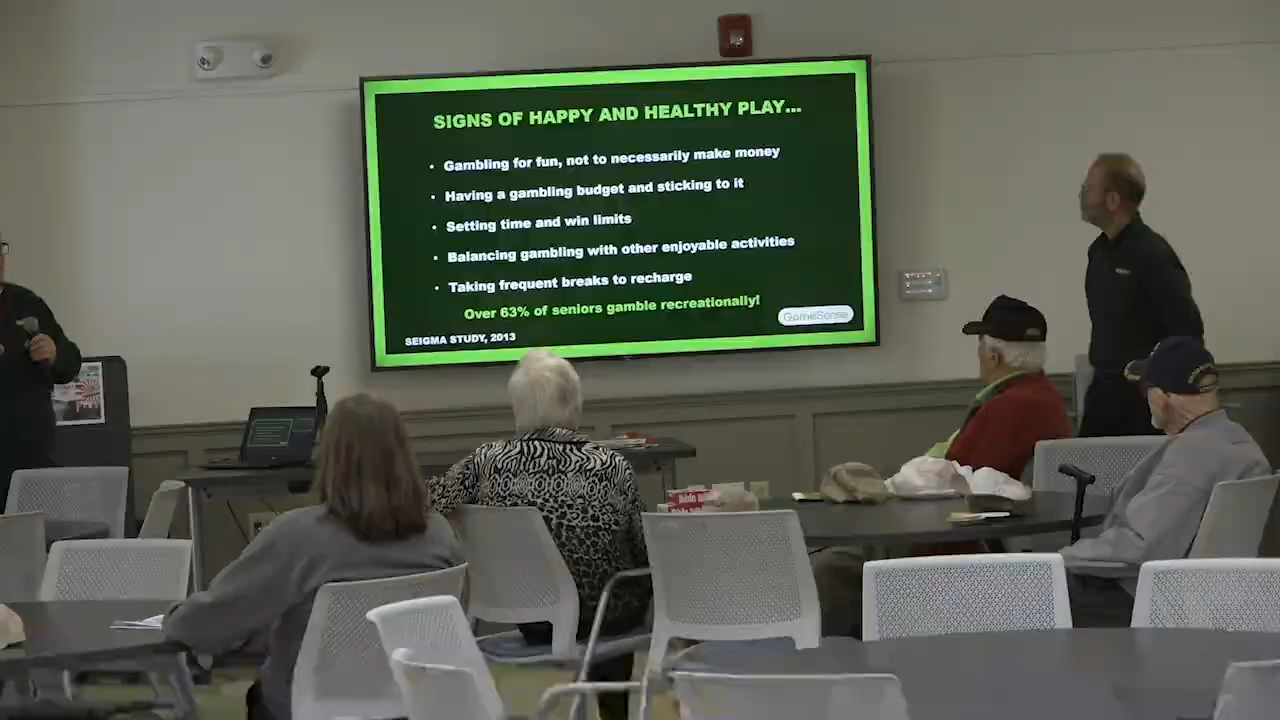 SIGNS OF HAPPY AND HEALTHY PLAY...
• Gambling for fun, not to necessarily make money
• Having a gambling budget and sticking to it
• Setting time and win limits
• Balancing gambling with other enjoyable activities
• Taking frequent breaks to recharge
Over 63% of seniors gamble recreationally!
GameSense
SEIGMA STUDY, 2013